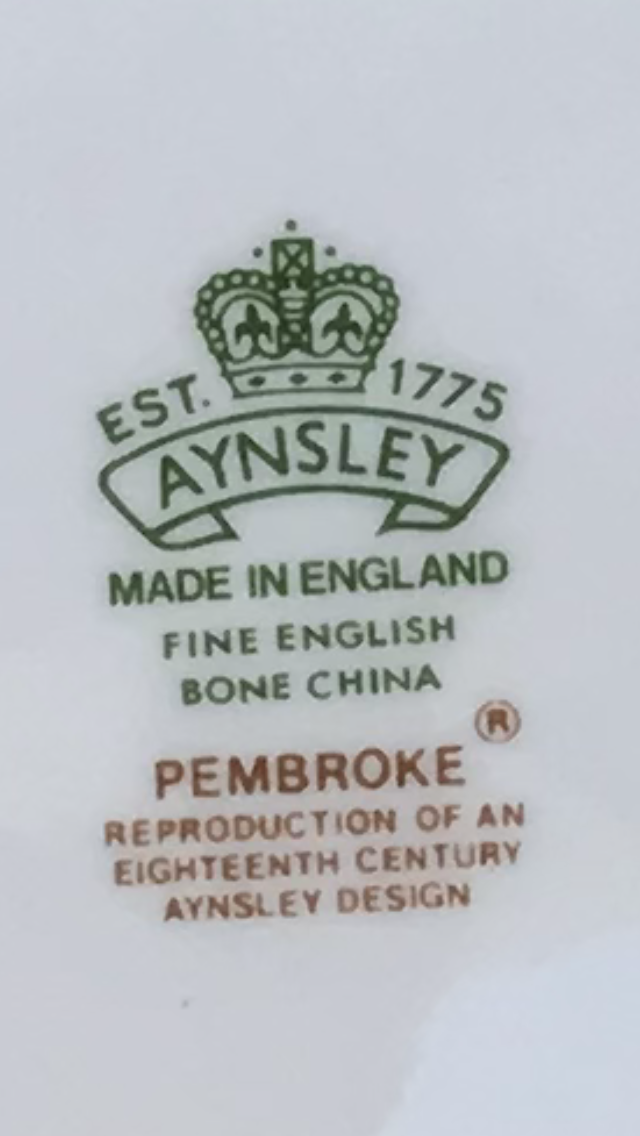 EST. 1775
AYNSLEY
MADE IN ENGLAND
FINE ENGLISH
BONE CHINA
PEMBROKE ®
REPRODUCTION OF AN
EIGHTEENTH CENTURY
AYNSLEY DESIGN